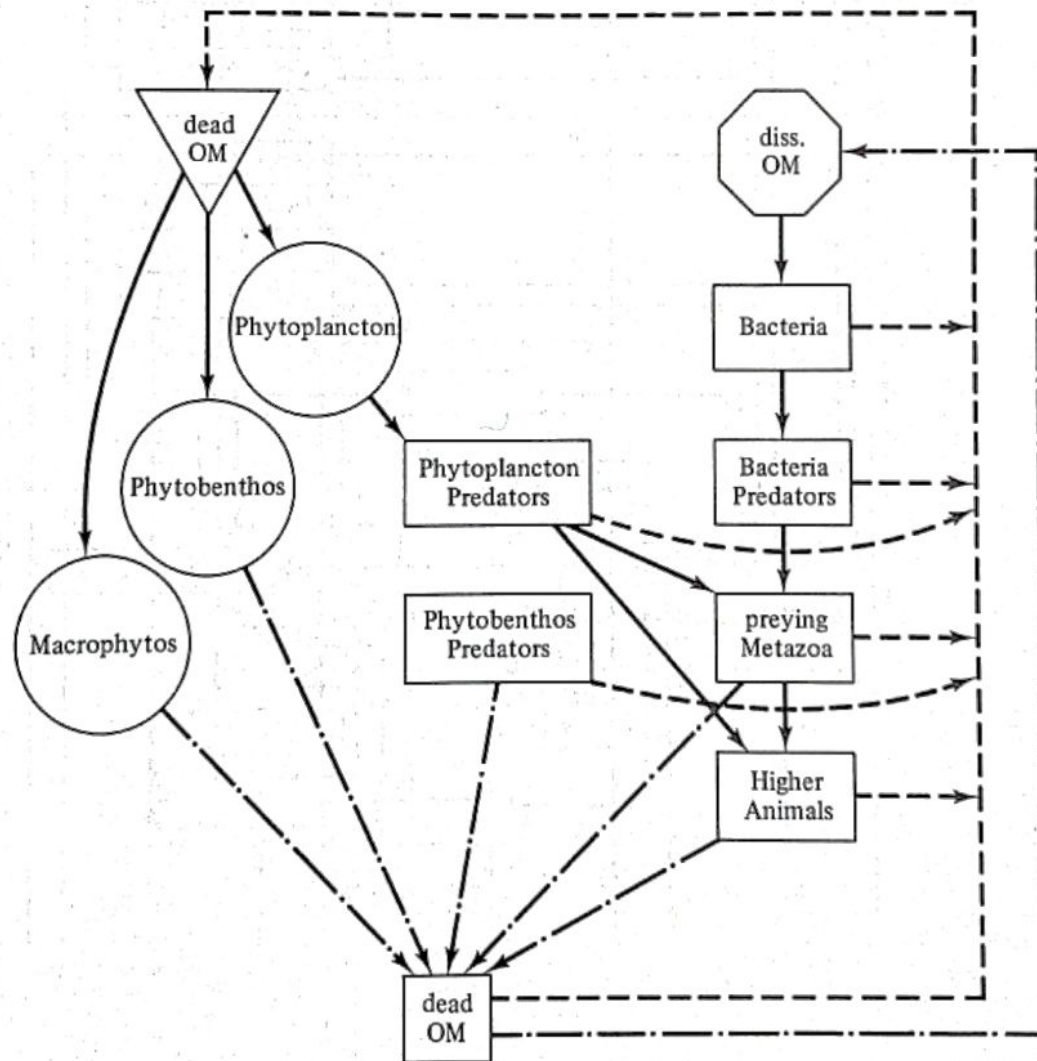 dead
OM
diss.
OM
Phytoplancton
Bacteria
Phytobenthos
Phytoplancton
Predators
Bacteria
Predators
Macrophytos
Phytobenthos
Predators
preying
Metazoa
Higher
Animals
dead
OM